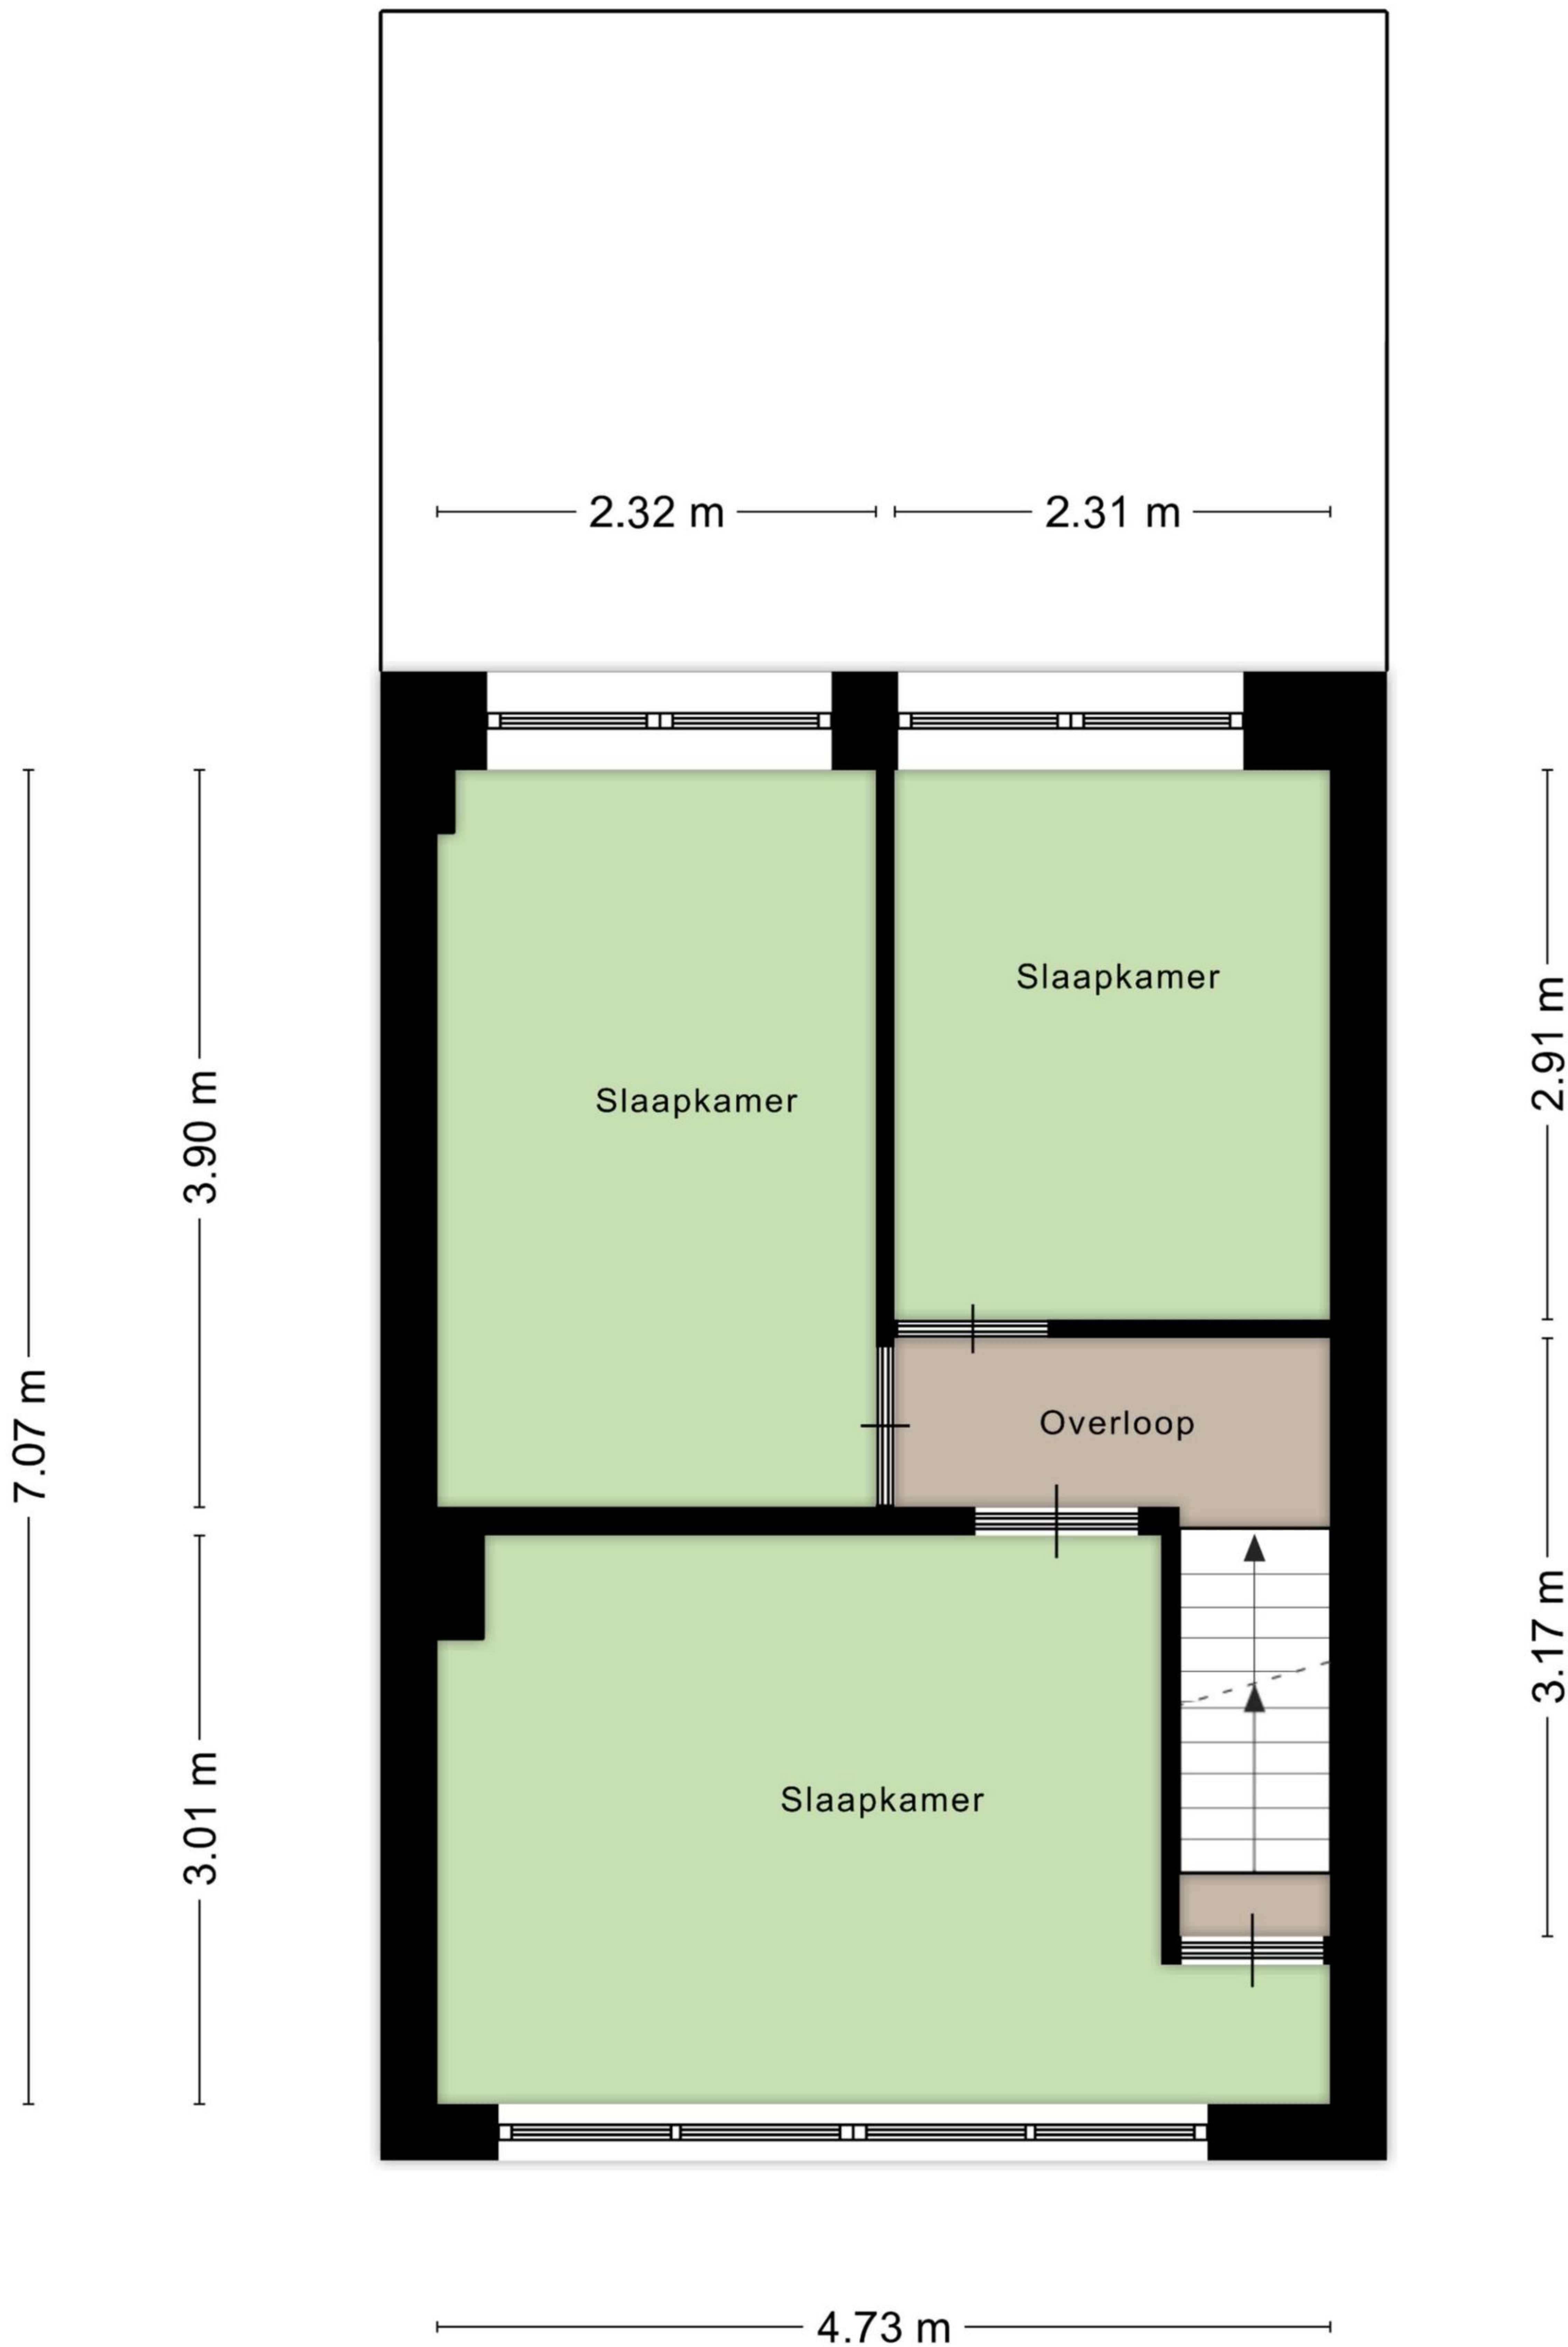 2.32 m
2.31 m
Slaapkamer
Slaapkamer
2.91 m
3.90 m
7.07 m
Overloop
3.17 m
Slaapkamer
3.01 m
4.73 m